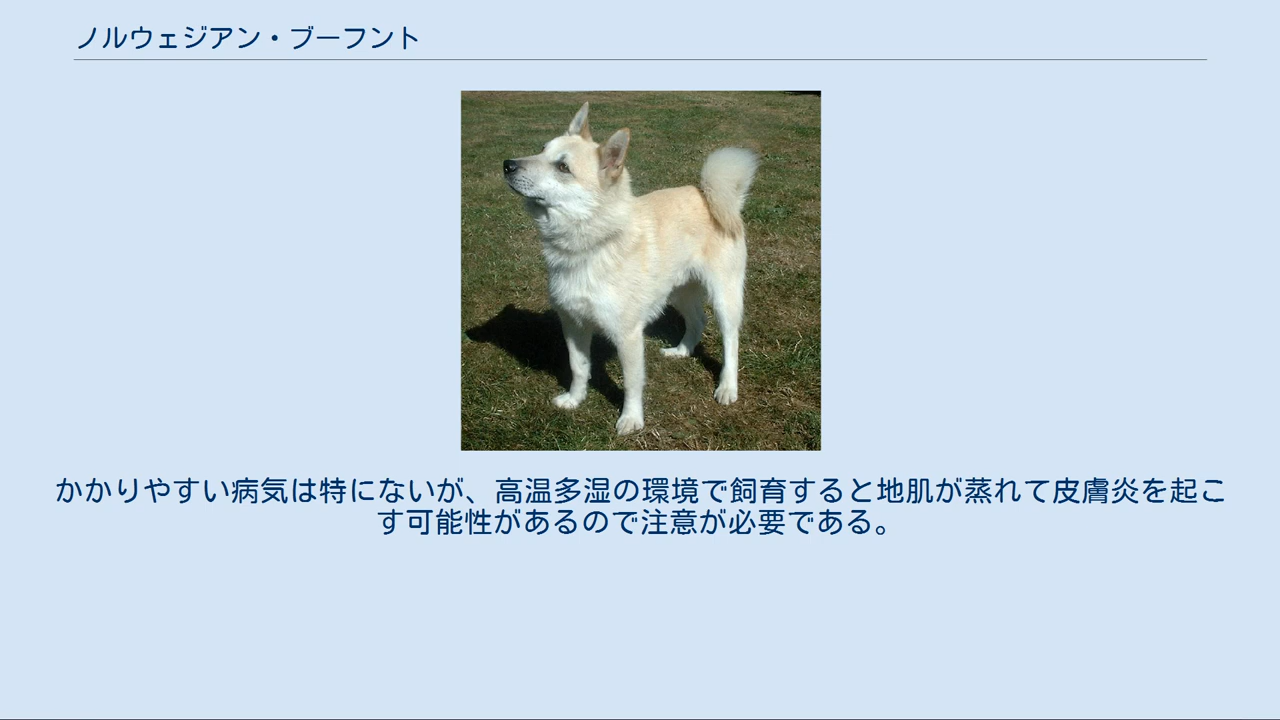 ノルウェジアン・ブーフント
かかりやすい病気は特にないが、高温多湿の環境で飼育すると地肌が蒸れて皮膚炎を起こ
す可能性があるので注意が必要である。